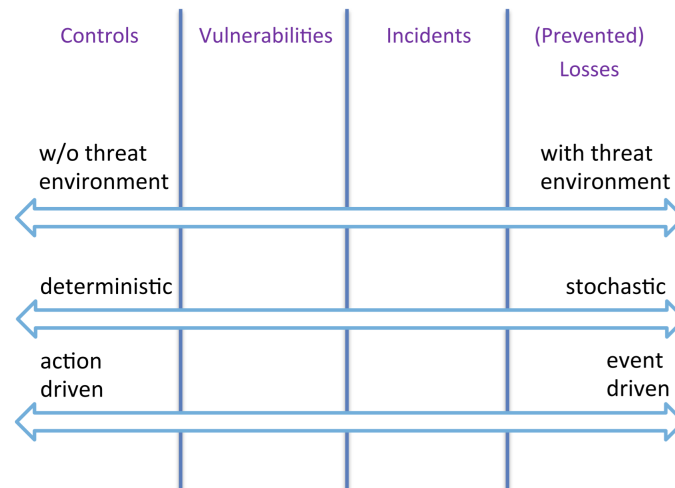 Controls
Vulnerabilities
Incidents
(Prevented)
Losses
w/o threat
environment
with threat
environment
deterministic
stochastic
action
driven
event
driven